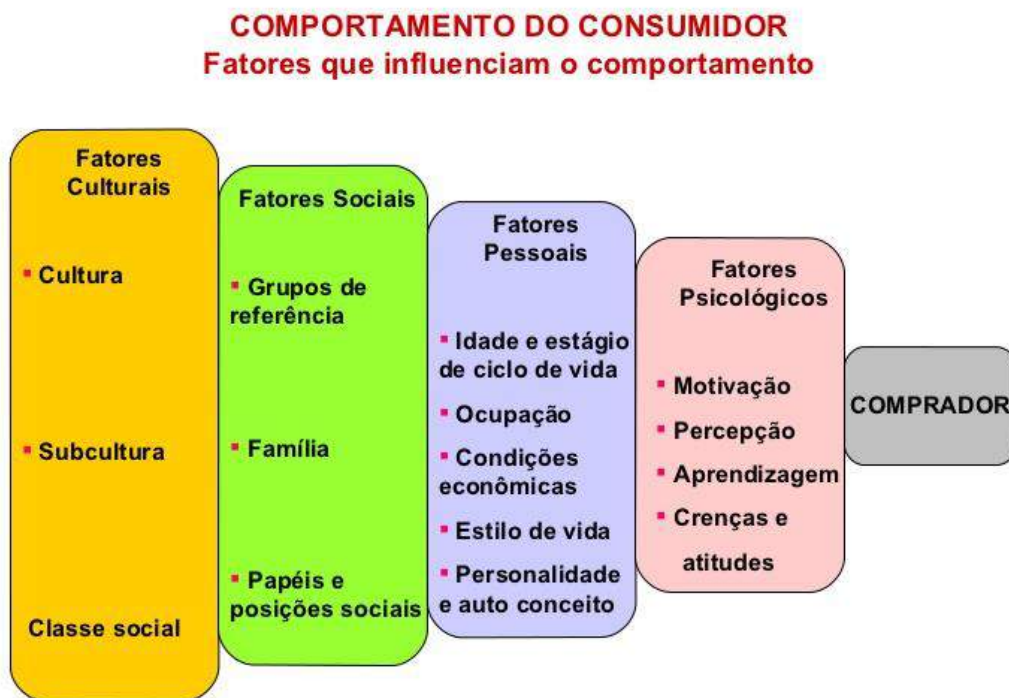 COMPORTAMENTO DO CONSUMIDOR
Fatores que influenciam o comportamento
Fatores
Culturais
▪ Cultura
▪ Subcultura
Classe social
Fatores Sociais
▪ Grupos de
referência
▪ Família
▪ Papéis e
posições sociais
Fatores
Pessoais
▪ Idade e estágio
de ciclo de vida
▪ Ocupação
▪ Condições
econômicas
▪ Estilo de vida
▪ Personalidade
e auto conceito
Fatores
Psicológicos
▪ Motivação
▪ Percepção
▪ Aprendizagem
▪ Crenças e
atitudes
COMPRADOR